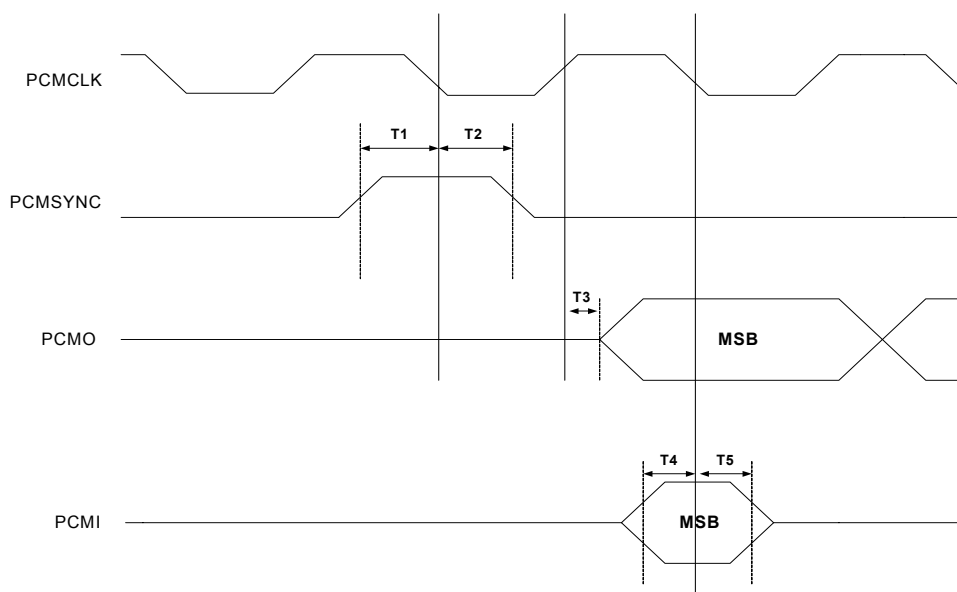 PCMCLK
T1 T2
PCMSYNC
T3
PCMO
MSB
T4 T5
PCMI
MSB